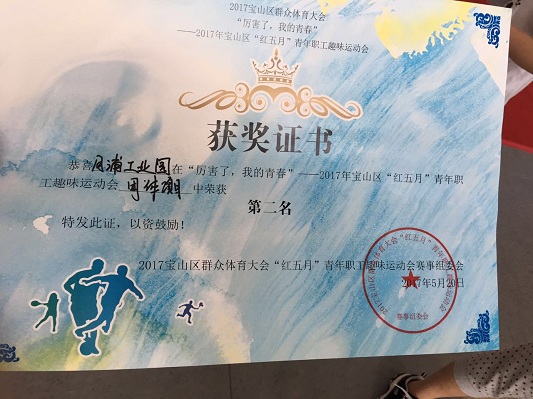 2017宝山区群众体育大会
“厉害了，我的青春”
——2017年宝山区“红五月”青年职工趣味运动会
获奖证书
恭喜月浦工业园在“厉害了，我的青春”——2017年宝山区“红五月”青年职
工趣味运动会 中荣获
第二名
特发此证，以资鼓励！
2017宝山区群众体育大会“红五月”青年职工趣味运动会赛事组委会
2017年5月20日
赛事组委会